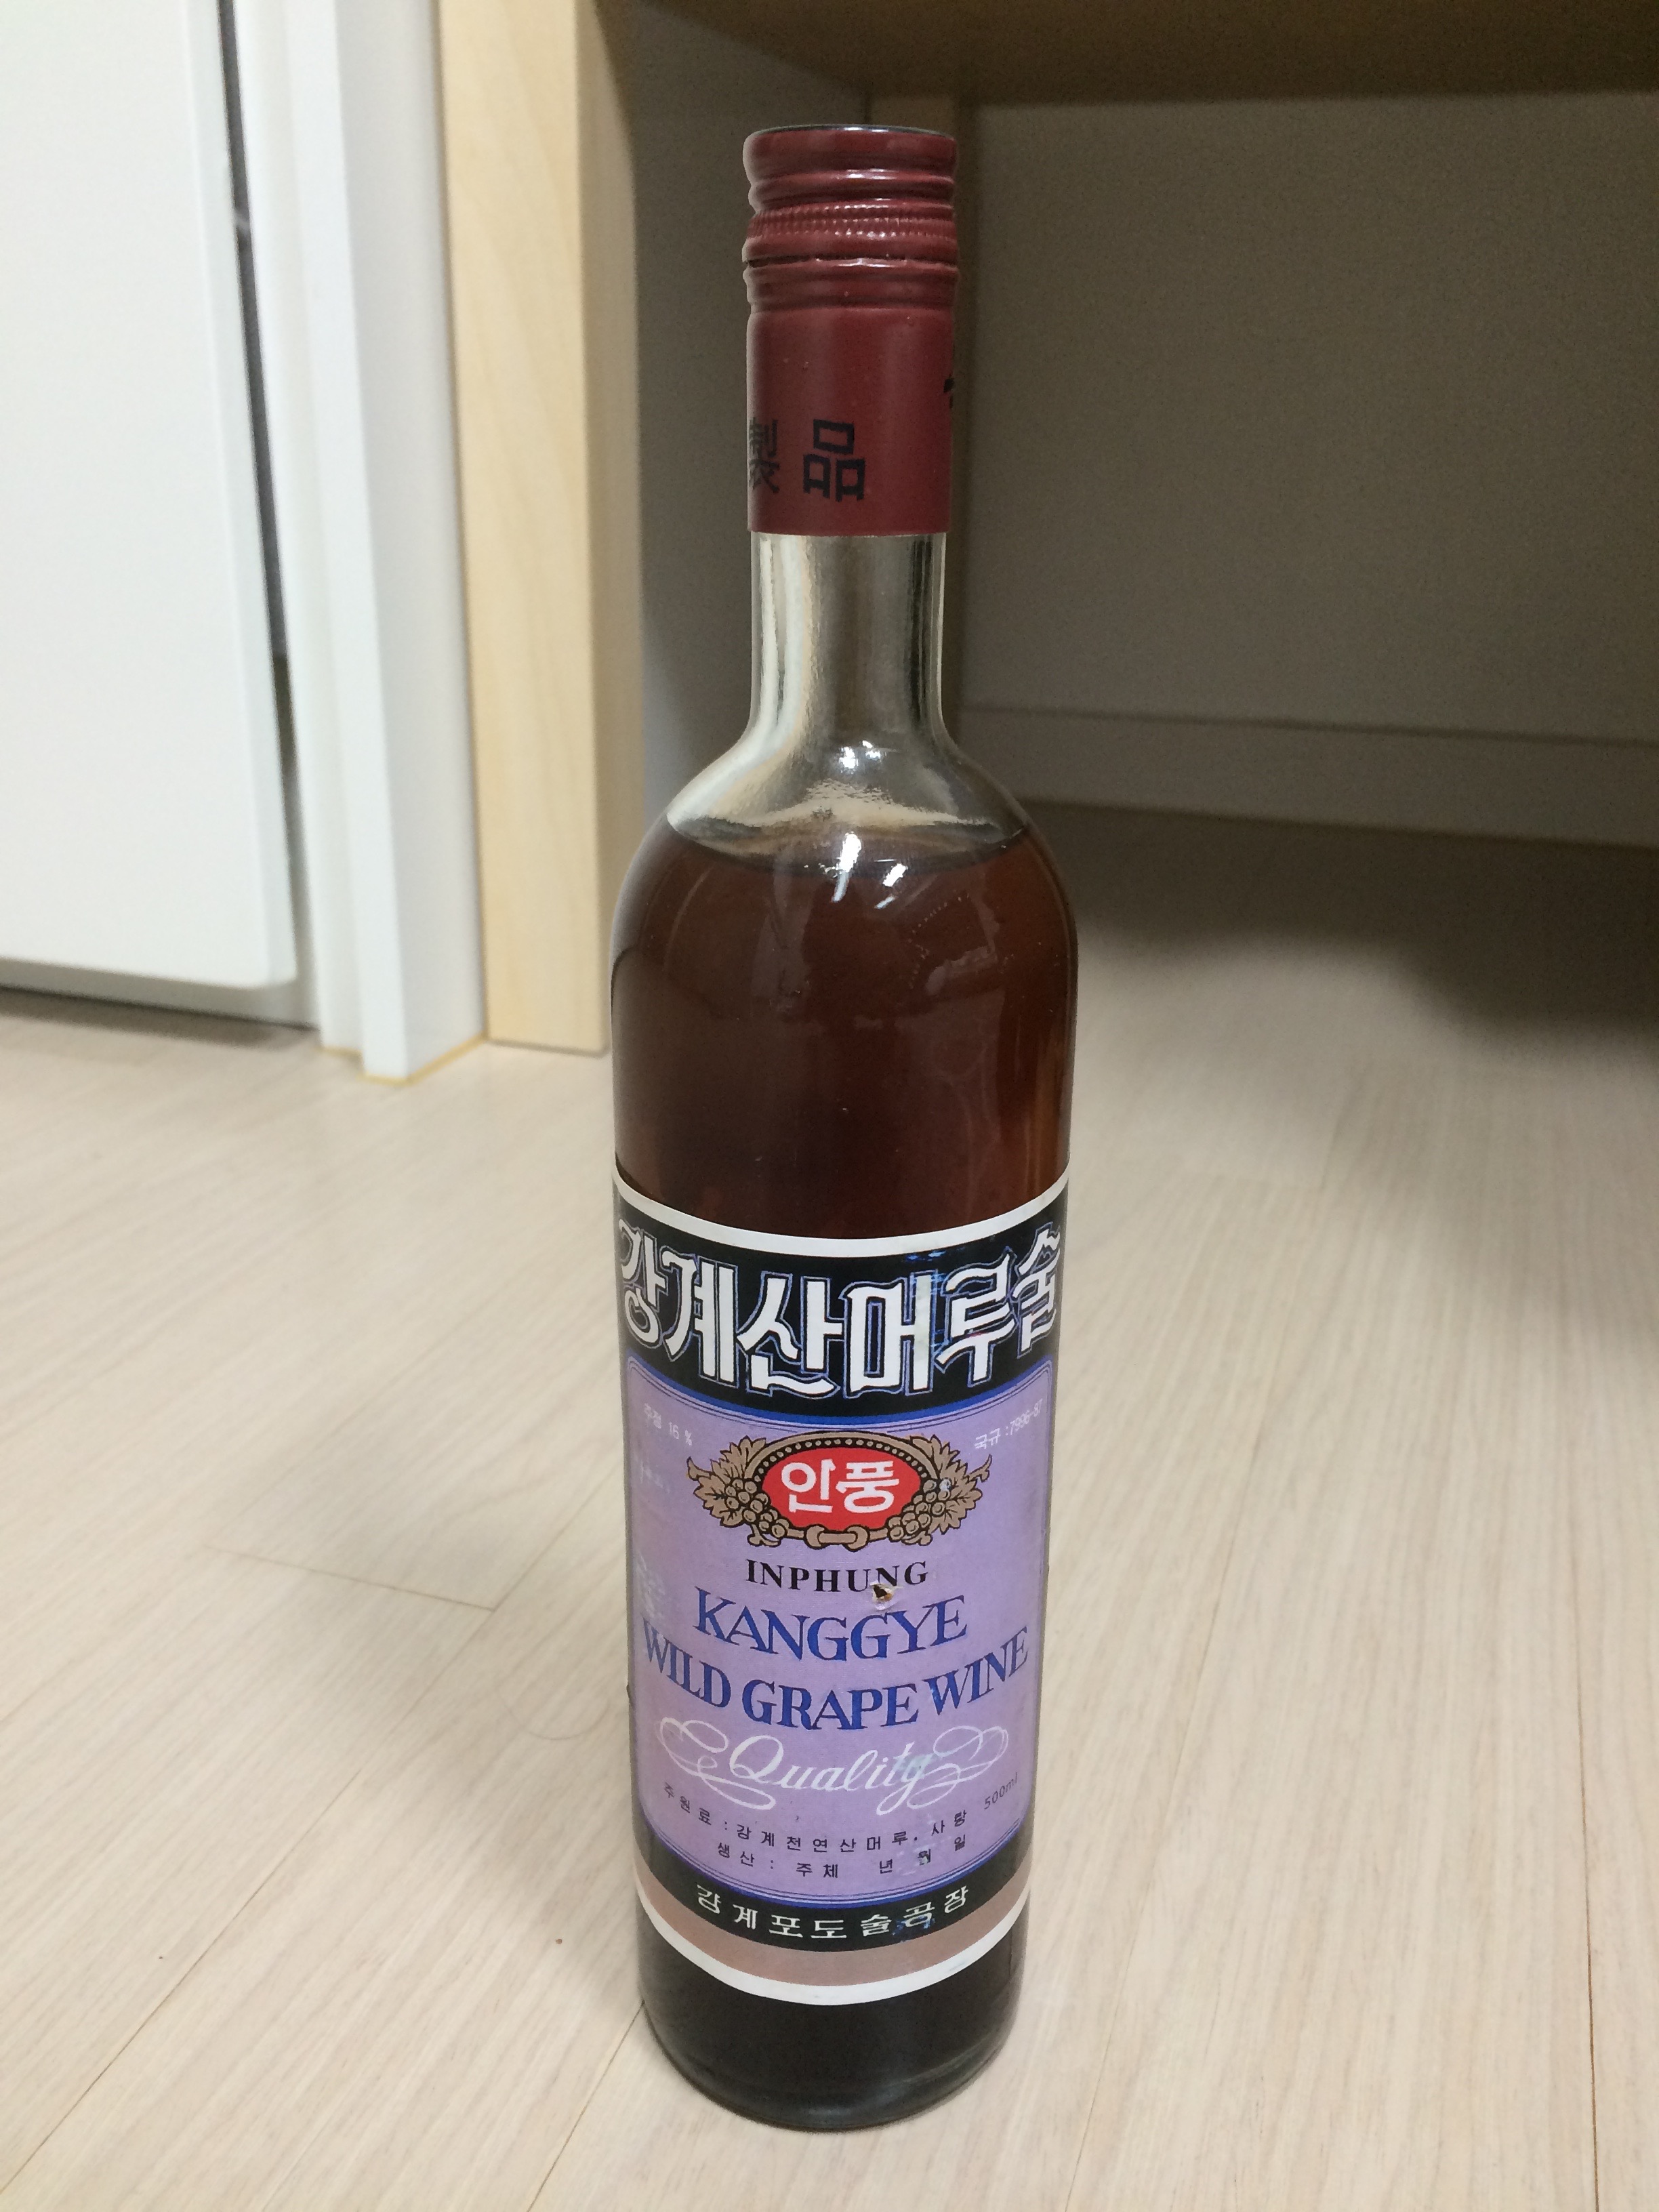 製品
강계산머루술
주정 16 %
국규 : 7996-87
인풍
INPHUNG
KANGGYE
WILD GRAPE WINE
Quality
500ml
주원료 : 강계천연산머루, 사탕
생산 : 주체 년 월 일
강계포도술공장